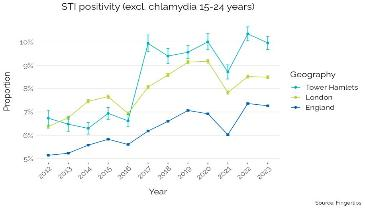 STI positivity (excl. chlamydia 15-24 years)
10%
9%
8%
7%
6%
5%
Proportion
2012
2013
2014
2015
2016
2017
2018
2019
2020
2021
2022
2023
Year
Geography
Tower Hamlets
London
England
Source: Fingertips